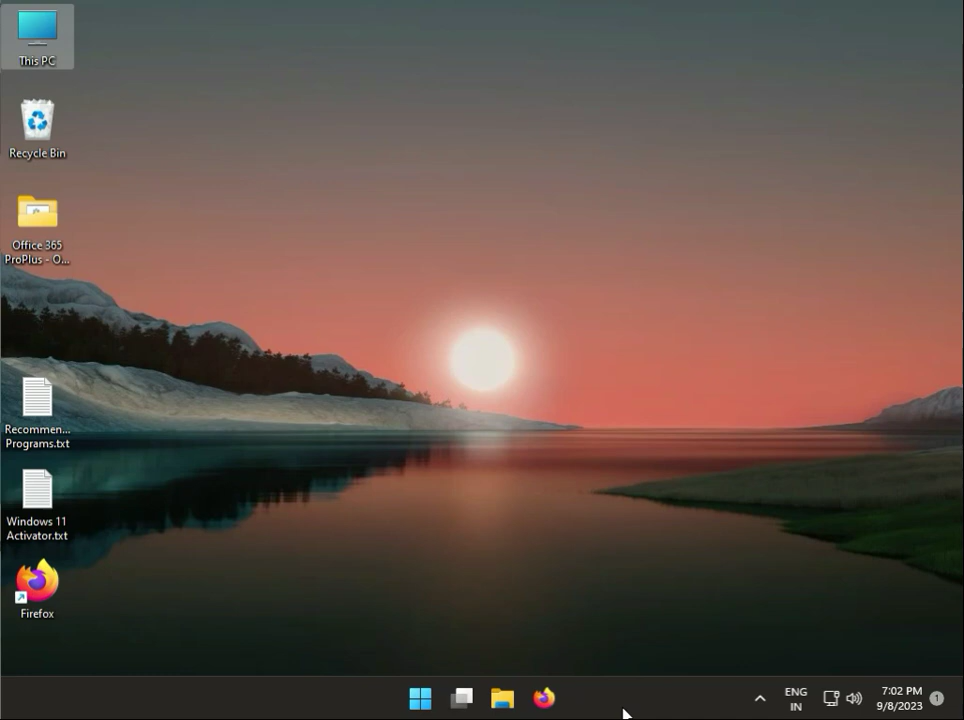 This PC
Recycle Bin
Office 365
ProPlus - O...
Recommen...
Programs.txt
Windows 11
Activator.txt
Firefox
ENG
IN
7:02 PM
9/8/2023
1